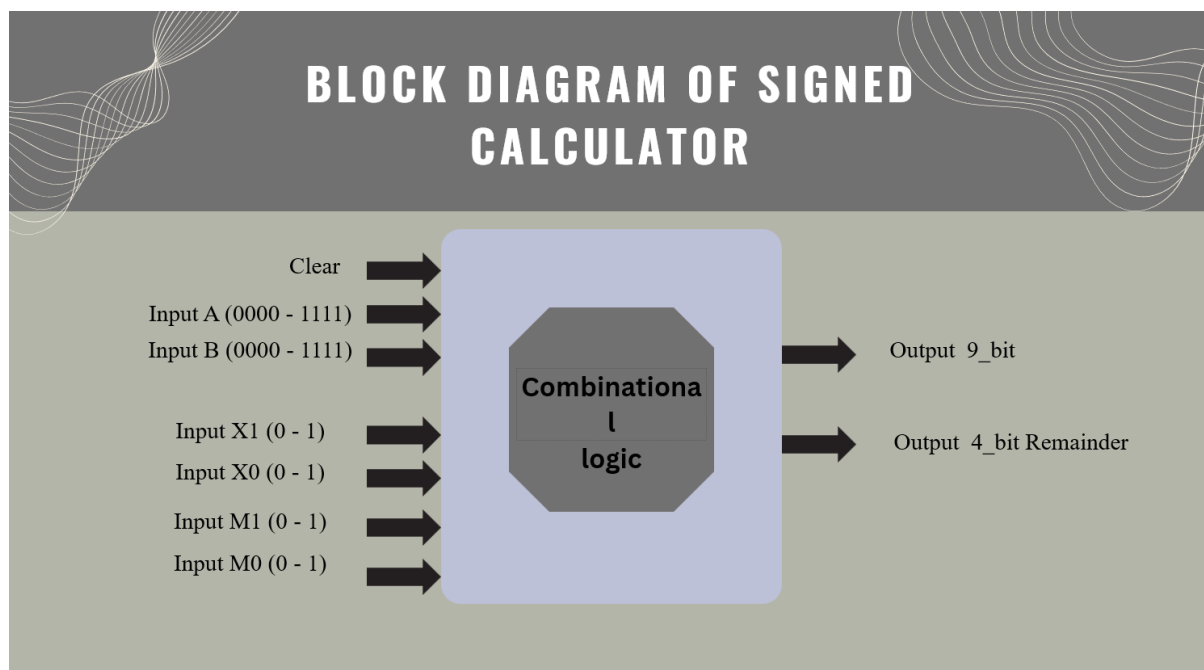 BLOCK DIAGRAM OF SIGNED
CALCULATOR
Clear
Input A (0000 - 1111)
Input B (0000 - 1111)
Input X1 (0 - 1)
Input X0 (0 - 1)
Input M1 (0 - 1)
Input M0 (0 - 1)
Combinationa
l
logic
Output 9_bit
Output 4_bit Remainder